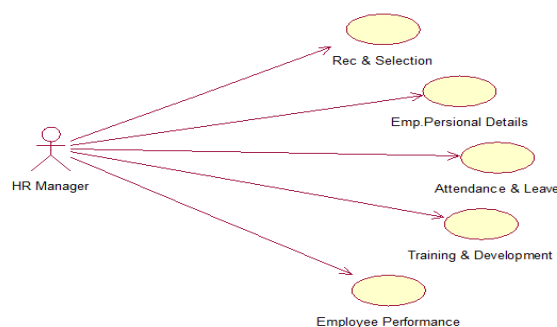 Rec & Selection
Emp.Persional Details
HR Manager
Attendance & Leave
Training & Development
Employee Performance